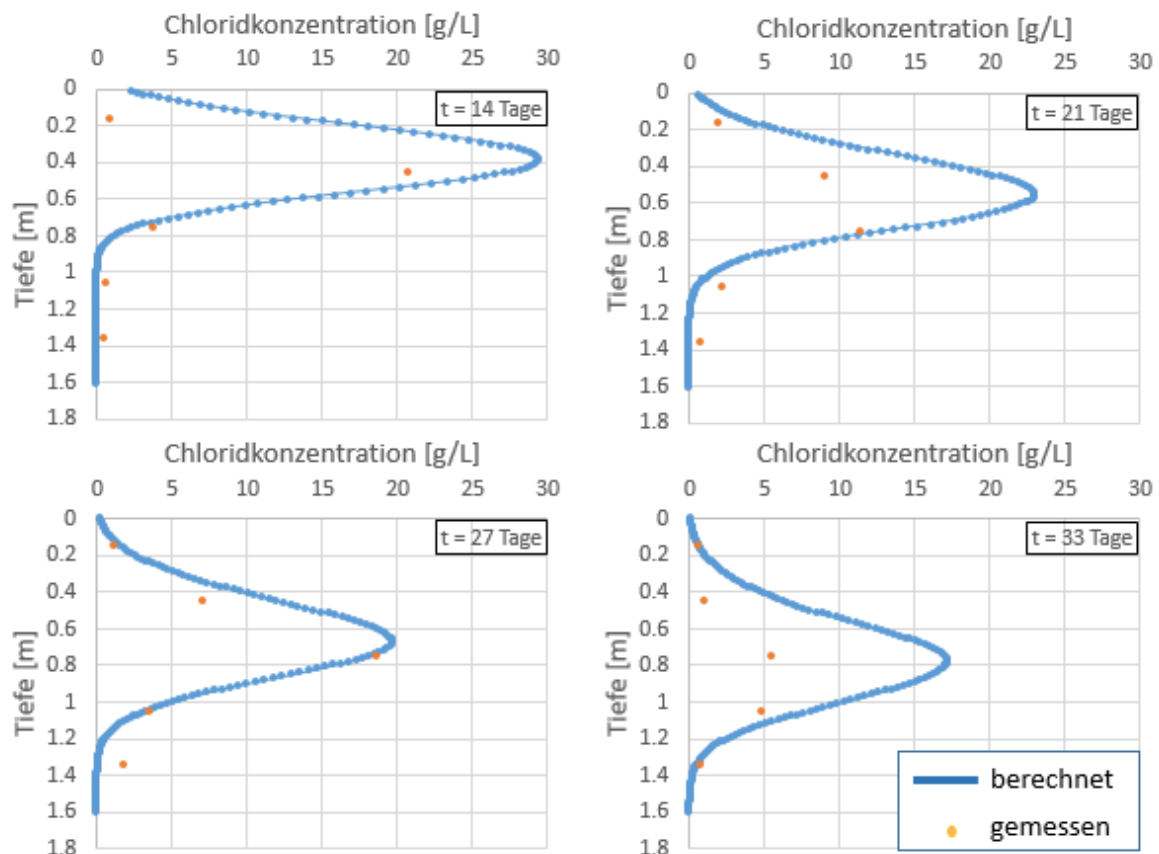 Chloridkonzentration [g/L]
0 5 10 15 20 25 30
Tiefe [m]
0
0.2
0.4
0.6
0.8
1
1.2
1.4
1.6
1.8
t = 14 Tage
Chloridkonzentration [g/L]
0 5 10 15 20 25 30
Tiefe [m]
0
0.2
0.4
0.6
0.8
1
1.2
1.4
1.6
1.8
t = 21 Tage
Chloridkonzentration [g/L]
0 5 10 15 20 25 30
Tiefe [m]
0
0.2
0.4
0.6
0.8
1
1.2
1.4
1.6
1.8
t = 27 Tage
Chloridkonzentration [g/L]
0 5 10 15 20 25 30
Tiefe [m]
0
0.2
0.4
0.6
0.8
1
1.2
1.4
1.6
1.8
t = 33 Tage
berechnet
gemessen